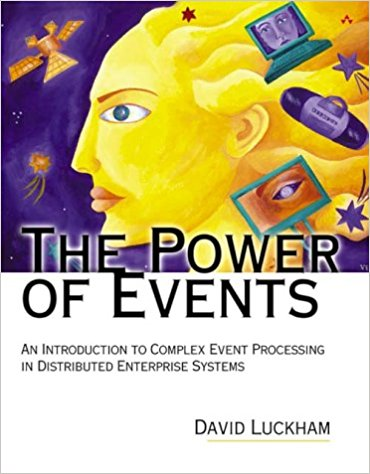 THE POWER
OF EVENTS
AN INTRODUCTION TO COMPLEX EVENT PROCESSING
IN DISTRIBUTED ENTERPRISE SYSTEMS
DAVID LUCKHAM